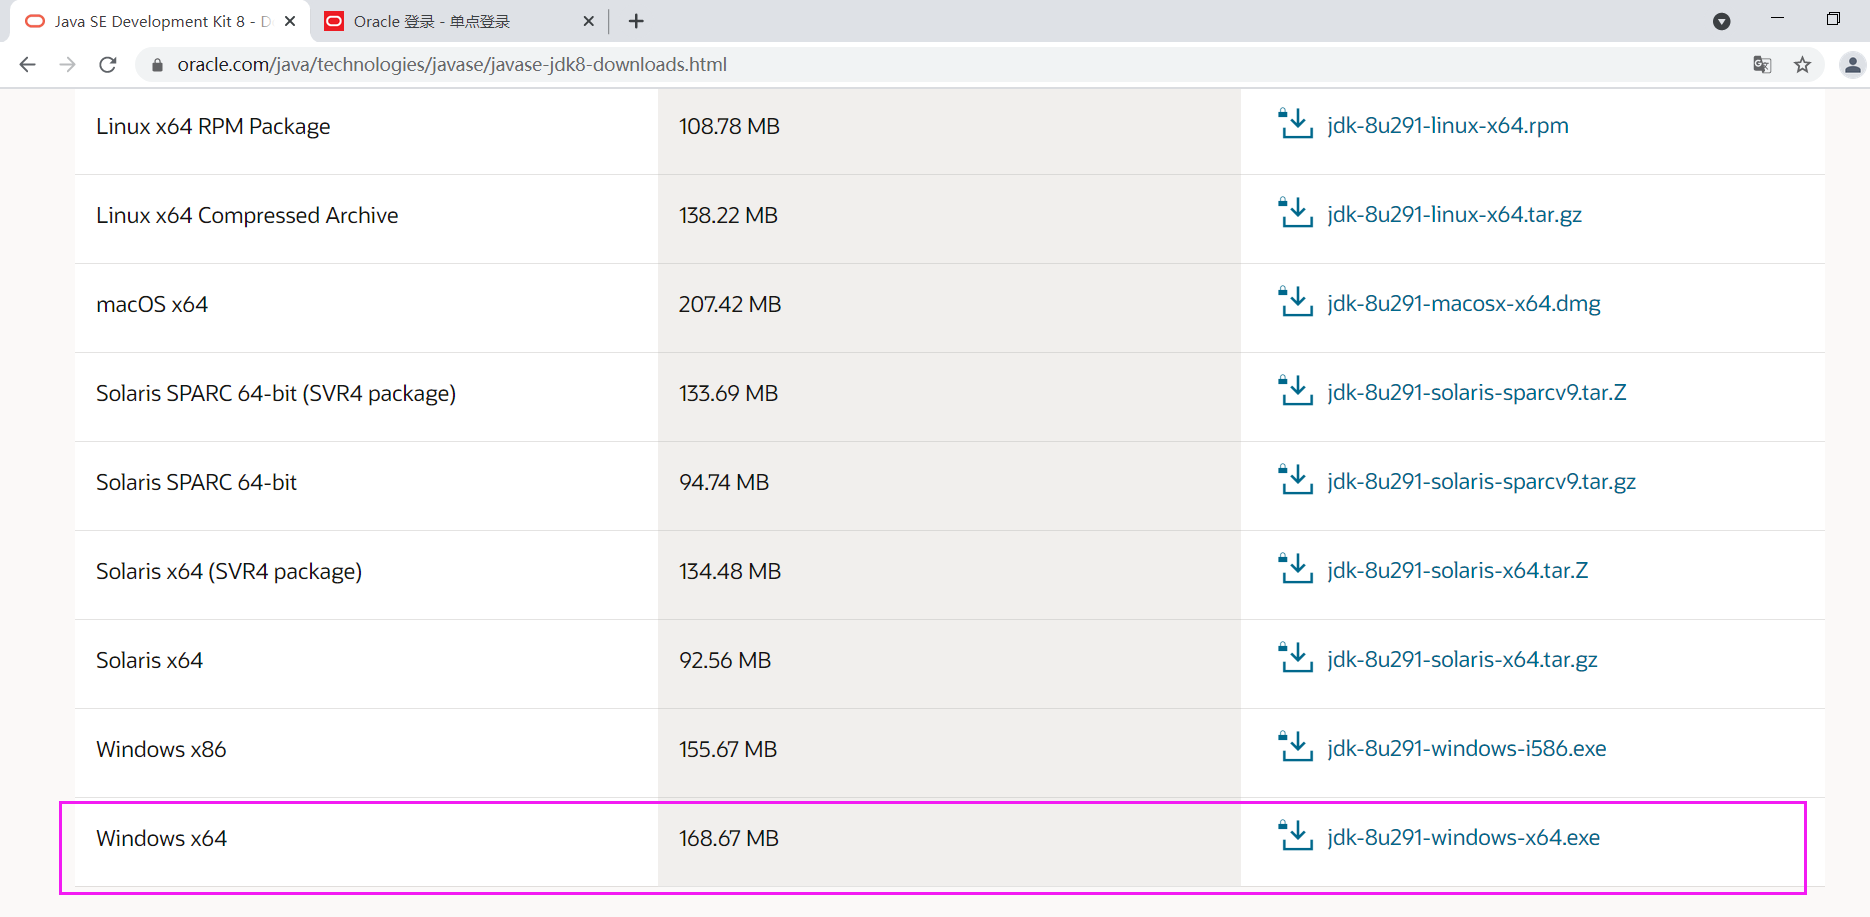 Java SE Development Kit 8 - D
Oracle 登录 - 单点登录
oracle.com/java/technologies/javase/javase-jdk8-downloads.html
Linux x64 RPM Package 108.78 MB jdk-8u291-linux-x64.rpm
Linux x64 Compressed Archive 138.22 MB jdk-8u291-linux-x64.tar.gz
macOS x64 207.42 MB jdk-8u291-macosx-x64.dmg
Solaris SPARC 64-bit (SVR4 package) 133.69 MB jdk-8u291-solaris-sparcv9.tar.Z
Solaris SPARC 64-bit 94.74 MB jdk-8u291-solaris-sparcv9.tar.gz
Solaris x64 (SVR4 package) 134.48 MB jdk-8u291-solaris-x64.tar.Z
Solaris x64 92.56 MB jdk-8u291-solaris-x64.tar.gz
Windows x86 155.67 MB jdk-8u291-windows-i586.exe
Windows x64 168.67 MB jdk-8u291-windows-x64.exe